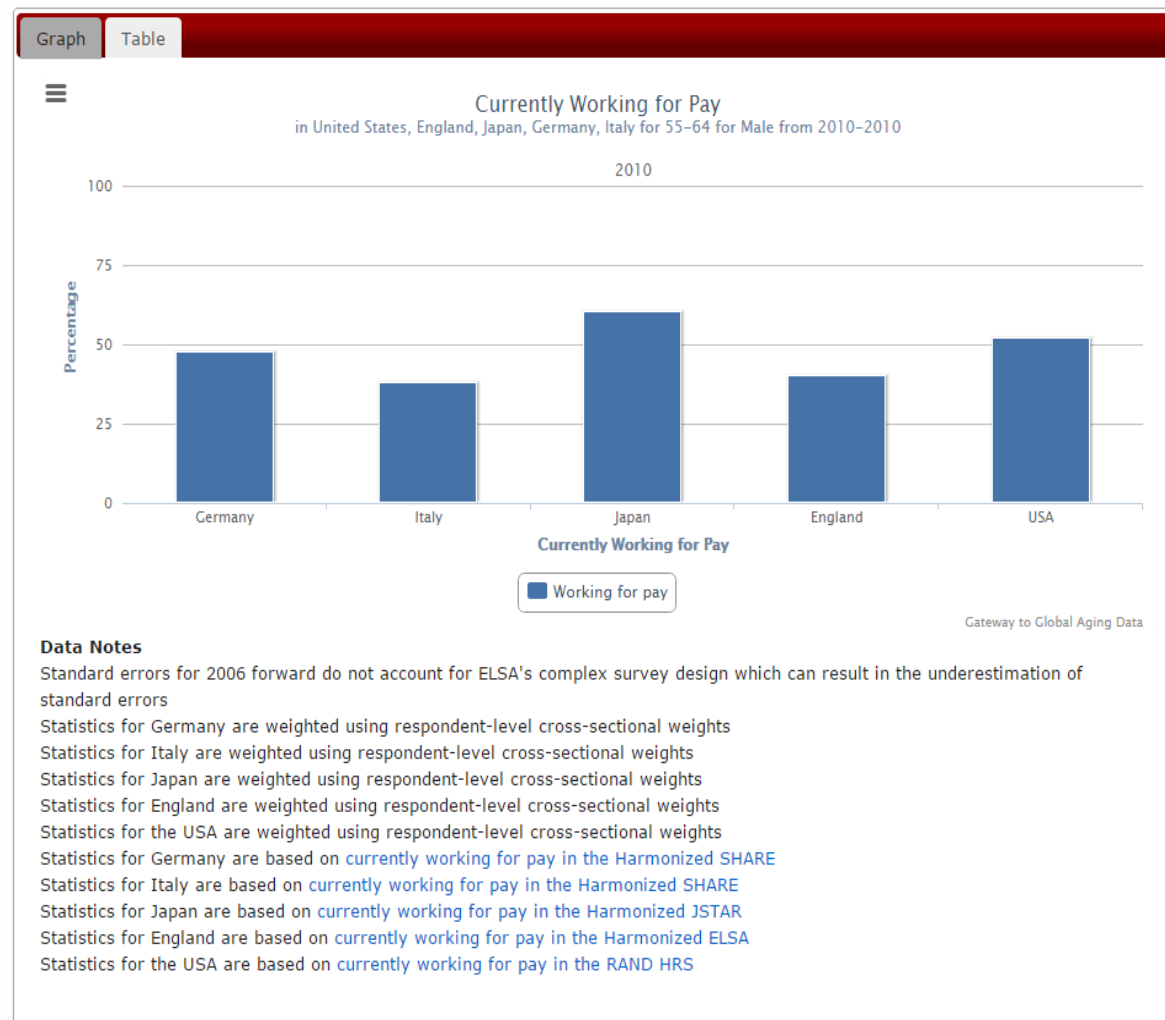 Graph
Table
Currently Working for Pay
in United States, England, Japan, Germany, Italy for 55-64 for Male from 2010-2010
2010
100
75
50
25
0
Percentage
Germany
Italy
Japan
England
USA
Currently Working for Pay
Working for pay
Gateway to Global Aging Data
Data Notes
Standard errors for 2006 forward do not account for ELSA's complex survey design which can result in the underestimation of
standard errors
Statistics for Germany are weighted using respondent-level cross-sectional weights
Statistics for Italy are weighted using respondent-level cross-sectional weights
Statistics for Japan are weighted using respondent-level cross-sectional weights
Statistics for England are weighted using respondent-level cross-sectional weights
Statistics for the USA are weighted using respondent-level cross-sectional weights
Statistics for Germany are based on currently working for pay in the Harmonized SHARE
Statistics for Italy are based on currently working for pay in the Harmonized SHARE
Statistics for Japan are based on currently working for pay in the Harmonized JSTAR
Statistics for England are based on currently working for pay in the Harmonized ELSA
Statistics for the USA are based on currently working for pay in the RAND HRS